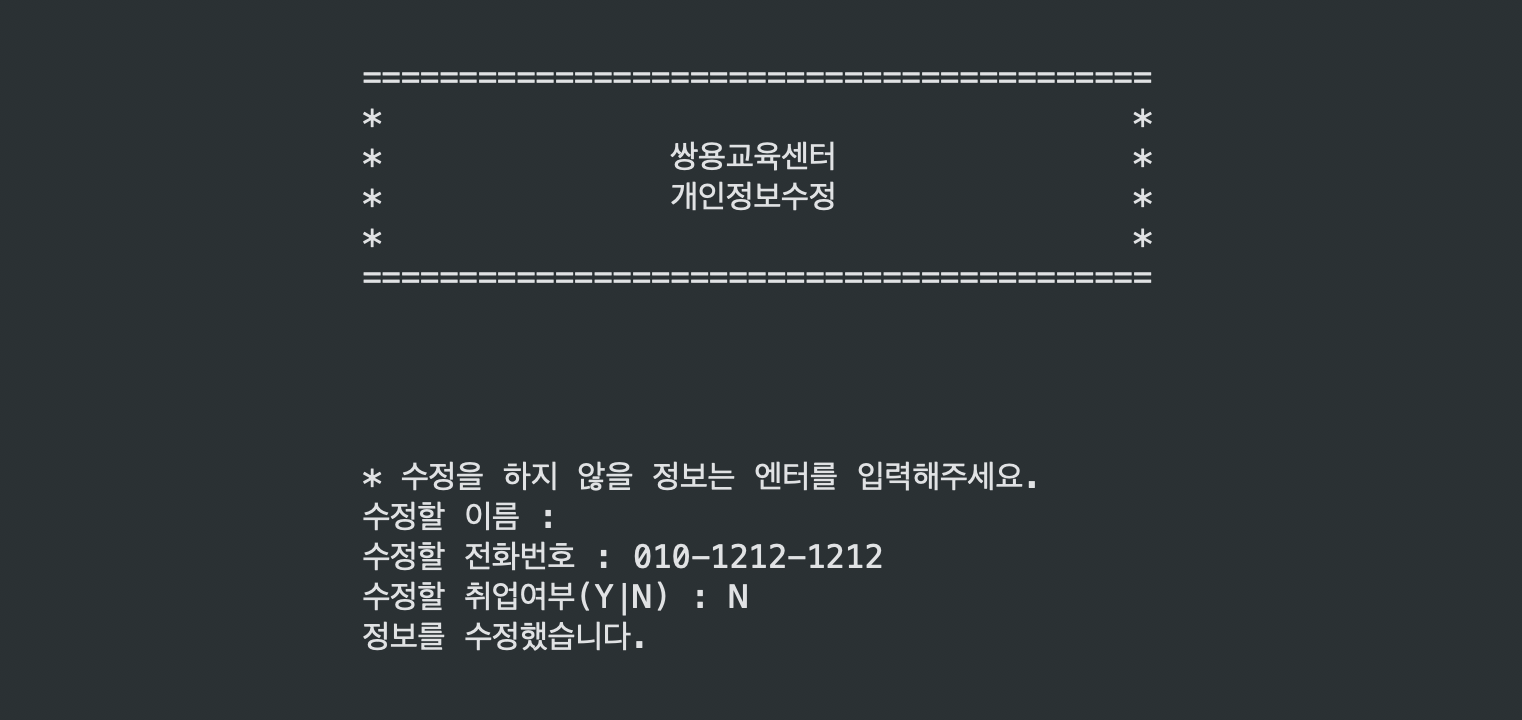 =========================================
*                                       *
*               쌍용교육센터               *
*               개인정보수정               *
*                                       *
=========================================
* 수정을 하지 않을 정보는 엔터를 입력해주세요.
수정할 이름 :
수정할 전화번호 : 010-1212-1212
수정할 취업여부(Y|N) : N
정보를 수정했습니다.